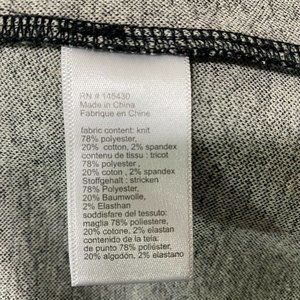 RN # 145430
Made in China
Fabrique en Chine
fabric content: knit
78% polyester,
20% cotton, 2% spandex
contenu de tissu : tricot
78% Polyester ,
20% coton , 2% spandex
Stoffgehalt : stricken
78% Polyester,
20% Baumwolle,
2% Elasthan
soddisfare del tessuto:
maglia 78% poliestere,
20% cotone, 2% elastan
contenido de la teia:
de punto 78% poliéster,
20% algodón, 2% elastano